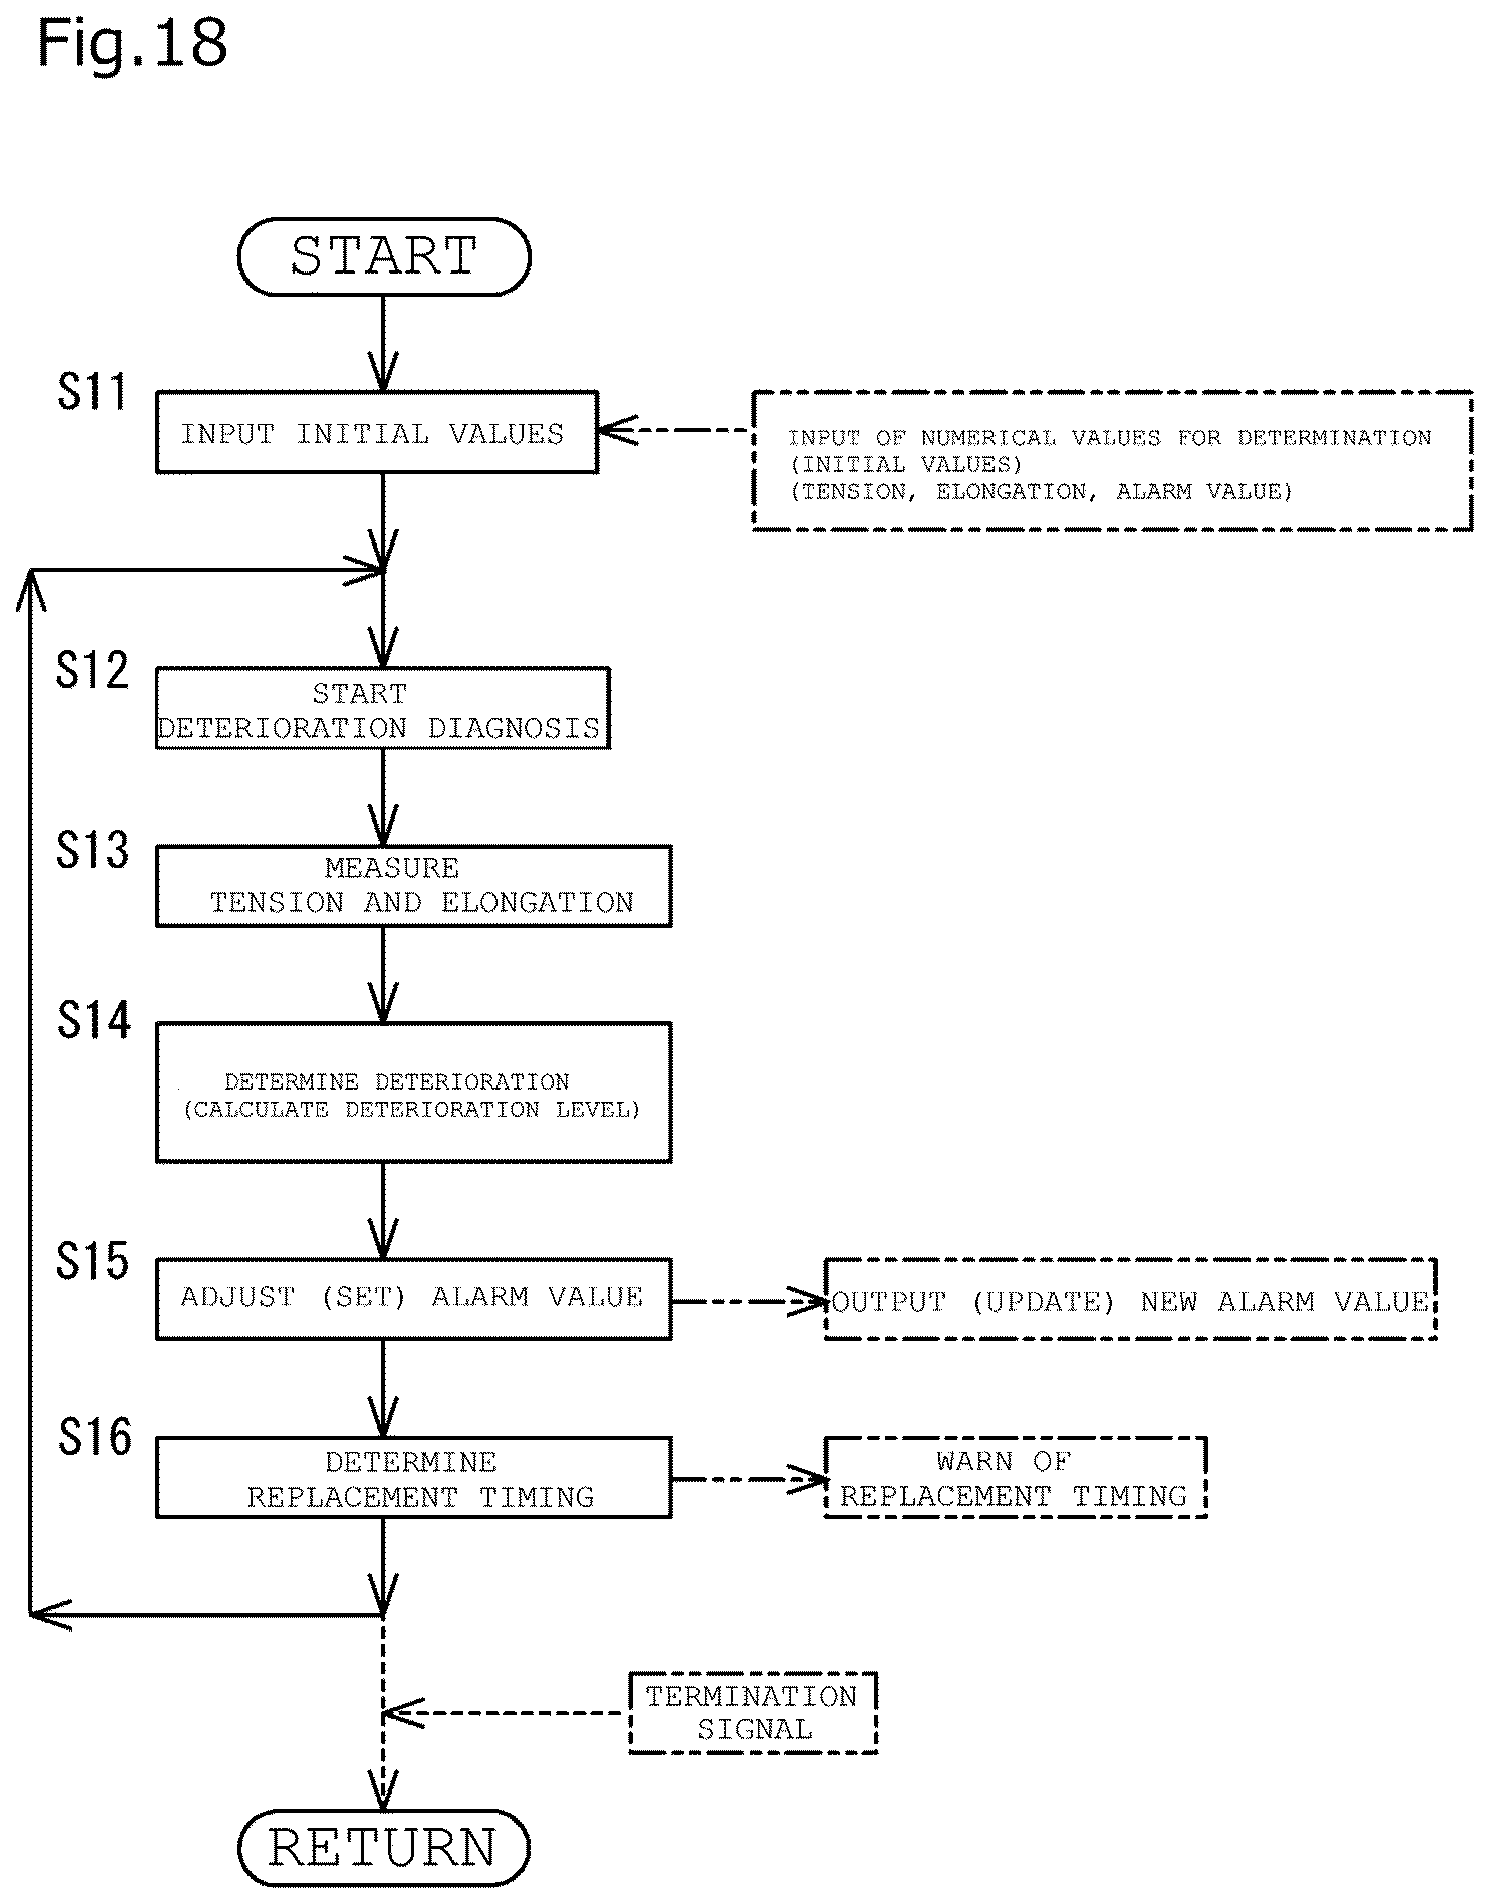 Fig.18
START
S11
INPUT INITIAL VALUES
INPUT OF NUMERICAL VALUES FOR DETERMINATION
(INITIAL VALUES)
(TENSION, ELONGATION, ALARM VALUE)
S12
START
DETERIORATION DIAGNOSIS
S13
MEASURE
TENSION AND ELONGATION
S14
DETERMINE DETERIORATION
(CALCULATE DETERIORATION LEVEL)
S15
ADJUST (SET) ALARM VALUE
OUTPUT (UPDATE) NEW ALARM VALUE
S16
DETERMINE
REPLACEMENT TIMING
WARN OF
REPLACEMENT TIMING
TERMINATION
SIGNAL
RETURN